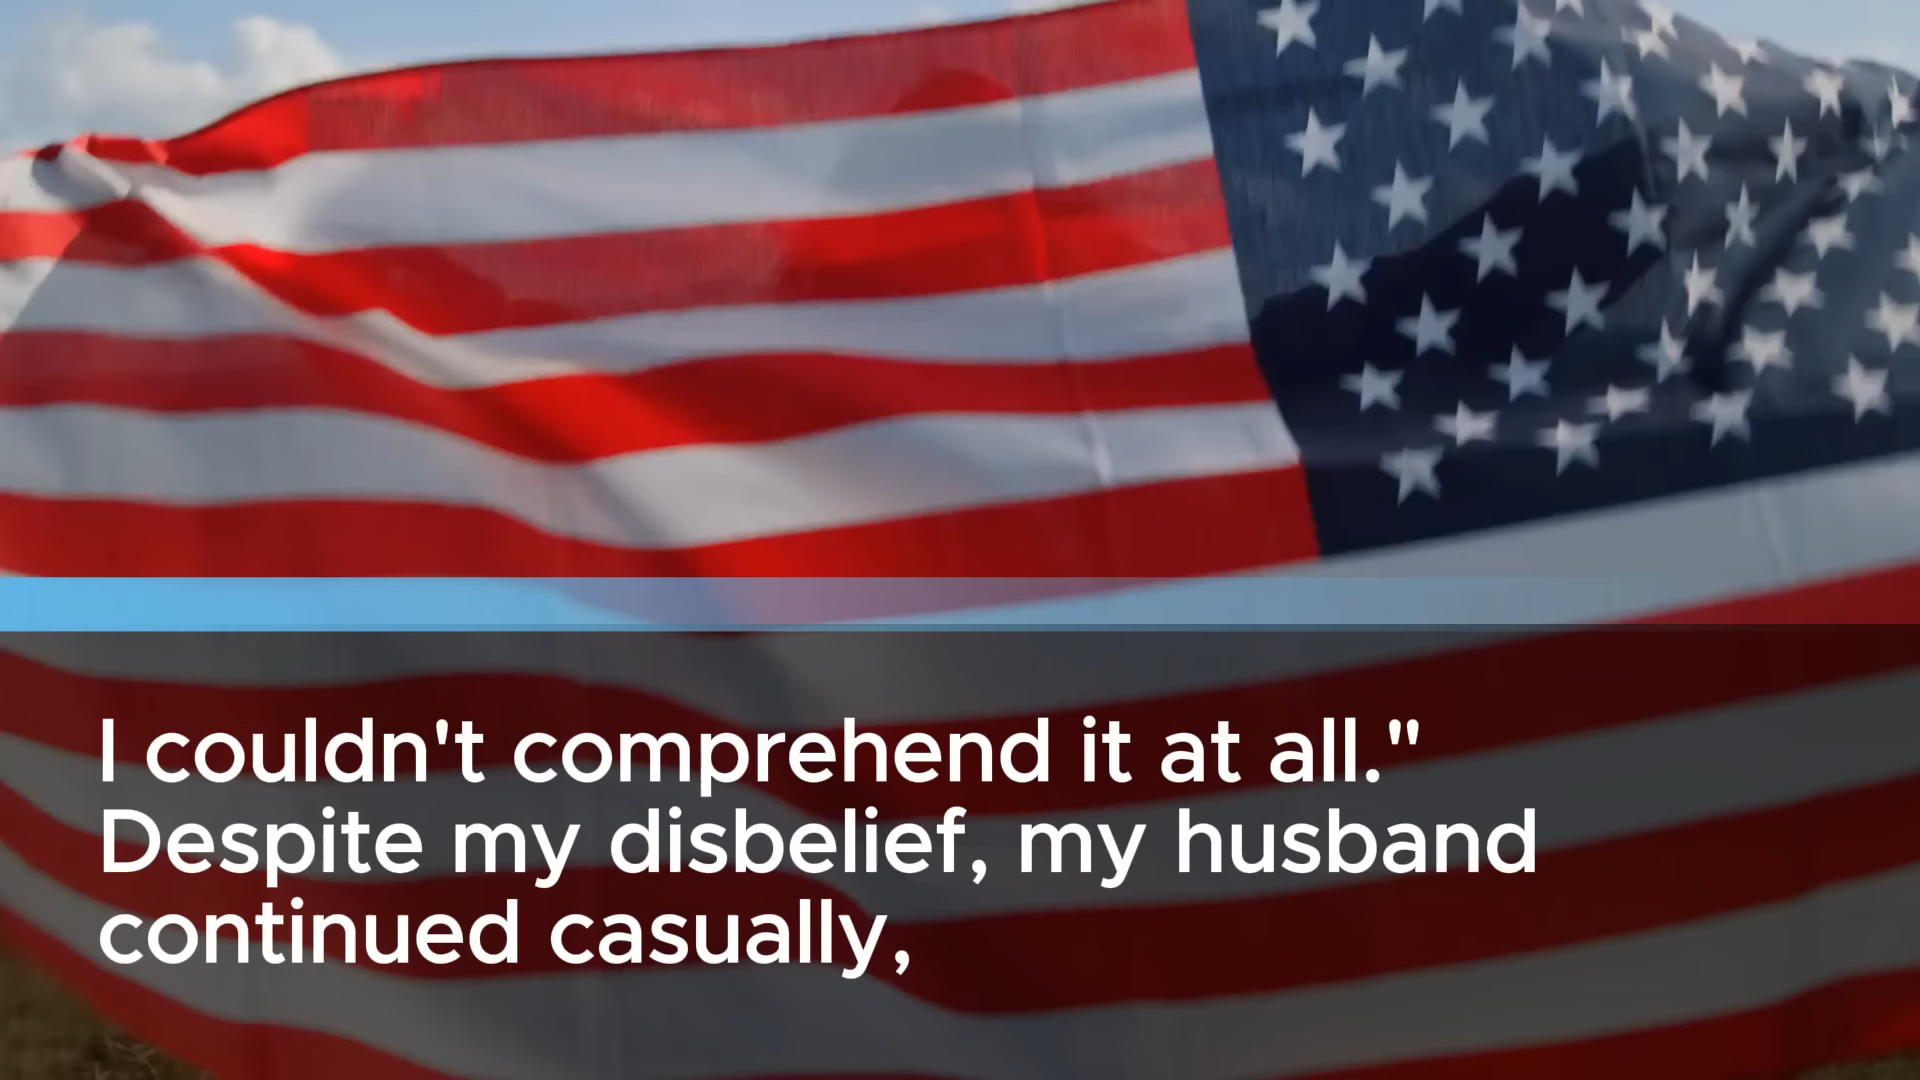 I couldn't comprehend it at all."
Despite my disbelief, my husband
continued casually,